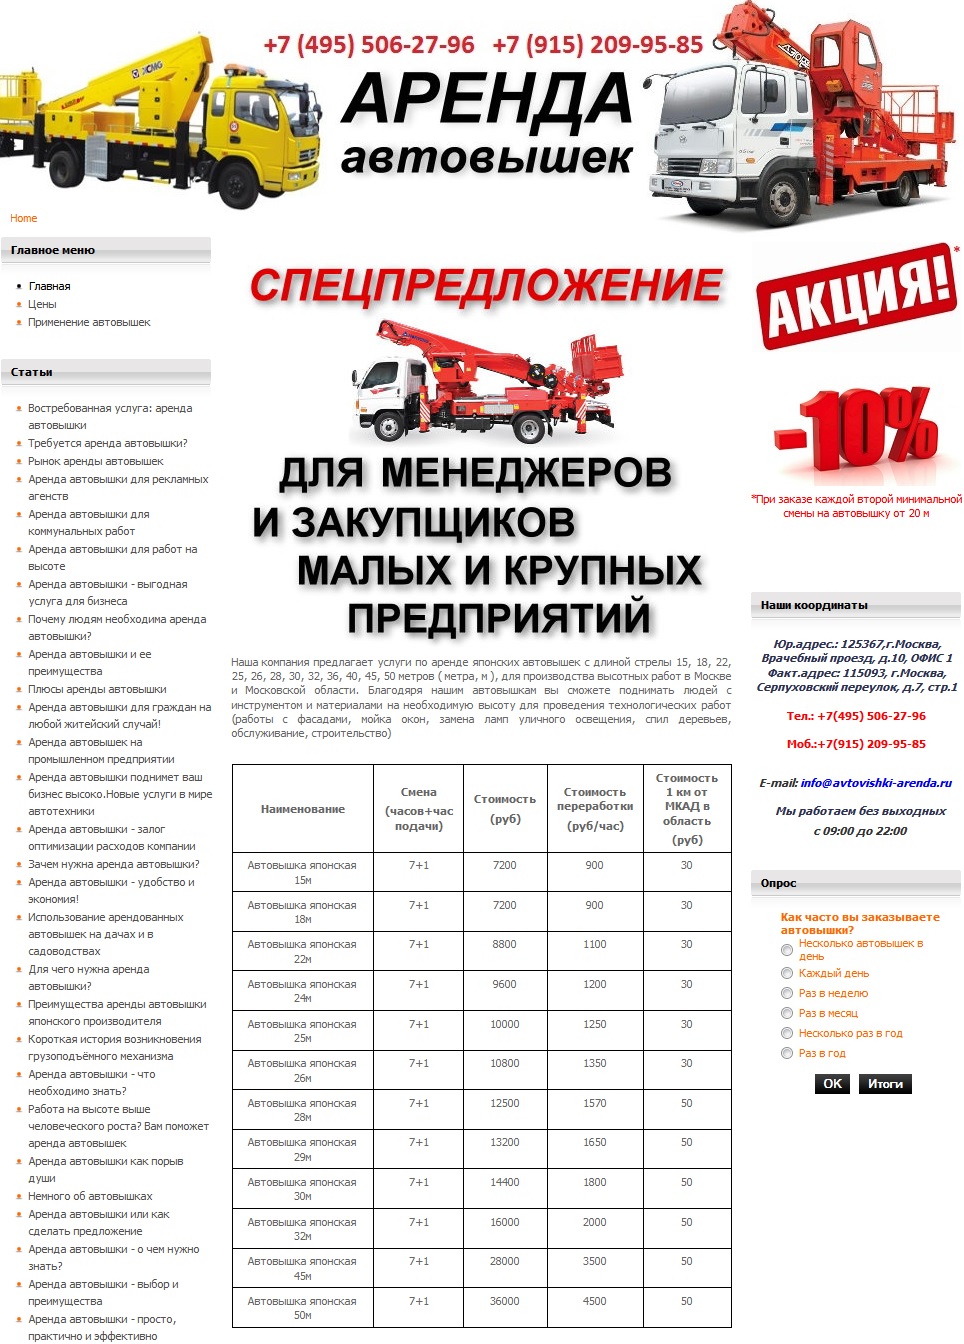 +7 (495) 506-27-96 +7 (915) 209-95-85
АРЕНДА
автовышек
XCMG
Home
Главное меню
Главная
Цены
Применение автовышек
Статьи
Востребованная услуга: аренда
автовышки
Требуется аренда автовышки?
Рынок аренды автовышек
Аренда автовышки для рекламных
агенств
Аренда автовышки для
коммунальных работ
Аренда автовышки для работ на
высоте
Аренда автовышки - выгодная
услуга для бизнеса
Почему людям необходима аренда
автовышки?
Аренда автовышки и ее
преимущества
Плюсы аренды автовышки
Аренда автовышки для граждан на
любой житейский случай!
Аренда автовышек на
промышленном предприятии
Аренда автовышки поднимет ваш
бизнес высоко.Новые услуги в мире
автотехники
Аренда автовышки - залог
оптимизации расходов компании
Зачем нужна аренда автовышки?
Аренда автовышки - удобство и
экономия!
Использование арендованных
автовышек на дачах и в
садоводствах
Для чего нужна аренда
автовышки?
Преимущества аренды автовышки
японского производителя
Короткая история возникновения
грузоподъёмного механизма
Аренда автовышки - что
необходимо знать?
Работа на высоте выше
человеческого роста? Вам поможет
аренда автовышек
Аренда автовышки как порыв
души
Немного об автовышках
Аренда автовышки или как
сделать предложение
Аренда автовышки - о чем нужно
знать?
Аренда автовышки - выбор и
преимущества
Аренда автовышки - просто,
практично и эффективно
СПЕЦПРЕДЛОЖЕНИЕ
ДЛЯ МЕНЕДЖЕРОВ
И ЗАКУПЩИКОВ
МАЛЫХ И КРУПНЫХ
ПРЕДПРИЯТИЙ
Наша компания предлагает услуги по аренде японских автовышек с длиной стрелы 15, 18, 22,
25, 26, 28, 30, 32, 36, 40, 45, 50 метров ( метра, м ), для производства высотных работ в Москве
и Московской области. Благодяря нашим автовышкам вы сможете поднимать людей с
инструментом и материалами на необходимую высоту для проведения технологических работ
(работы с фасадами, мойка окон, замена ламп уличного освещения, спил деревьев,
обслуживание, строительство)
Наименование Смена (часов+час подачи) Стоимость (руб) Стоимость переработки (руб/час) Стоимость 1 км от МКАД в область (руб)
Автовышка японская 15м 7+1 7200 900 30
Автовышка японская 18м 7+1 7200 900 30
Автовышка японская 22м 7+1 8800 1100 30
Автовышка японская 24м 7+1 9600 1200 30
Автовышка японская 25м 7+1 10000 1250 30
Автовышка японская 26м 7+1 10800 1350 30
Автовышка японская 28м 7+1 12500 1570 50
Автовышка японская 29м 7+1 13200 1650 50
Автовышка японская 30м 7+1 14400 1800 50
Автовышка японская 32м 7+1 16000 2000 50
Автовышка японская 45м 7+1 28000 3500 50
Автовышка японская 50м 7+1 36000 4500 50
АКЦИЯ!*
-10%
*При заказе каждой второй минимальной
смены на автовышку от 20 м
Наши координаты
Юр.адрес.: 125367,г.Москва,
Врачебный проезд, д.10, ОФИС 1
Факт.адрес: 115093, г.Москва,
Серпуховский переулок, д.7, стр.1
Тел.: +7(495) 506-27-96
Моб.:+7(915) 209-95-85
E-mail: info@avtovishki-arenda.ru
Мы работаем без выходных
с 09:00 до 22:00
Опрос
Как часто вы заказываете
автовышки?
Несколько автовышек в
день
Каждый день
Раз в неделю
Раз в месяц
Несколько раз в год
Раз в год
OK Итоги